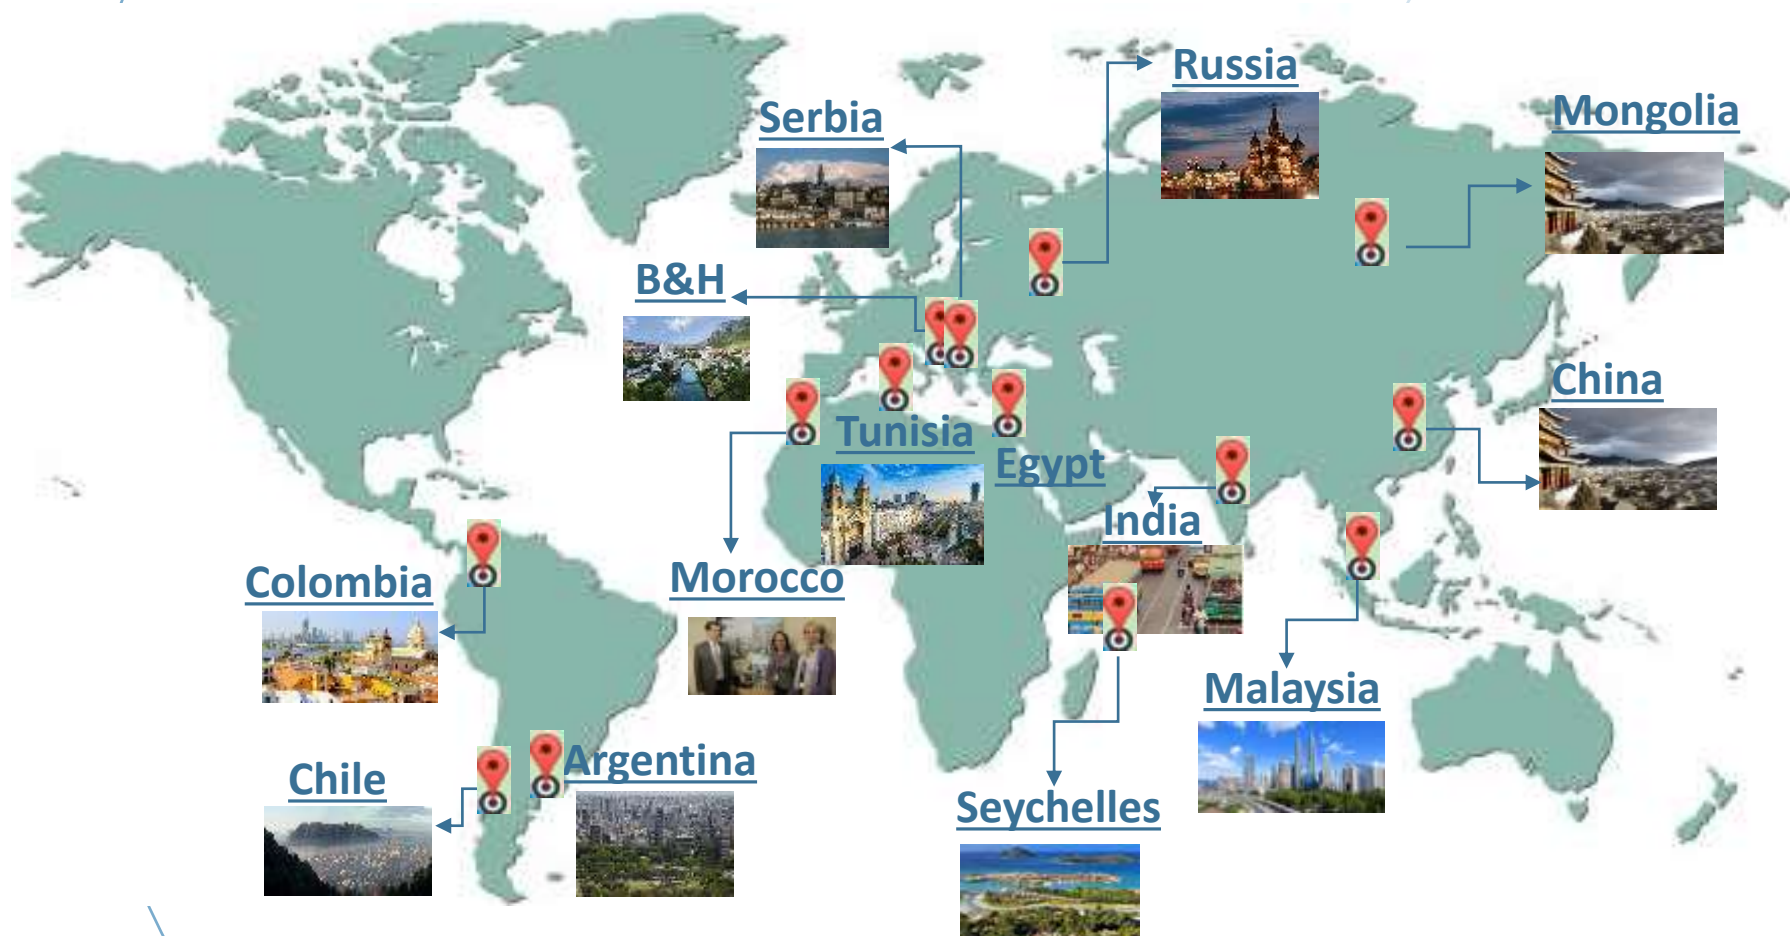 Russia
Mongolia
Serbia
B&H
China
Tunisia
Egypt
India
Colombia
Morocco
Malaysia
Chile
Argentina
Seychelles